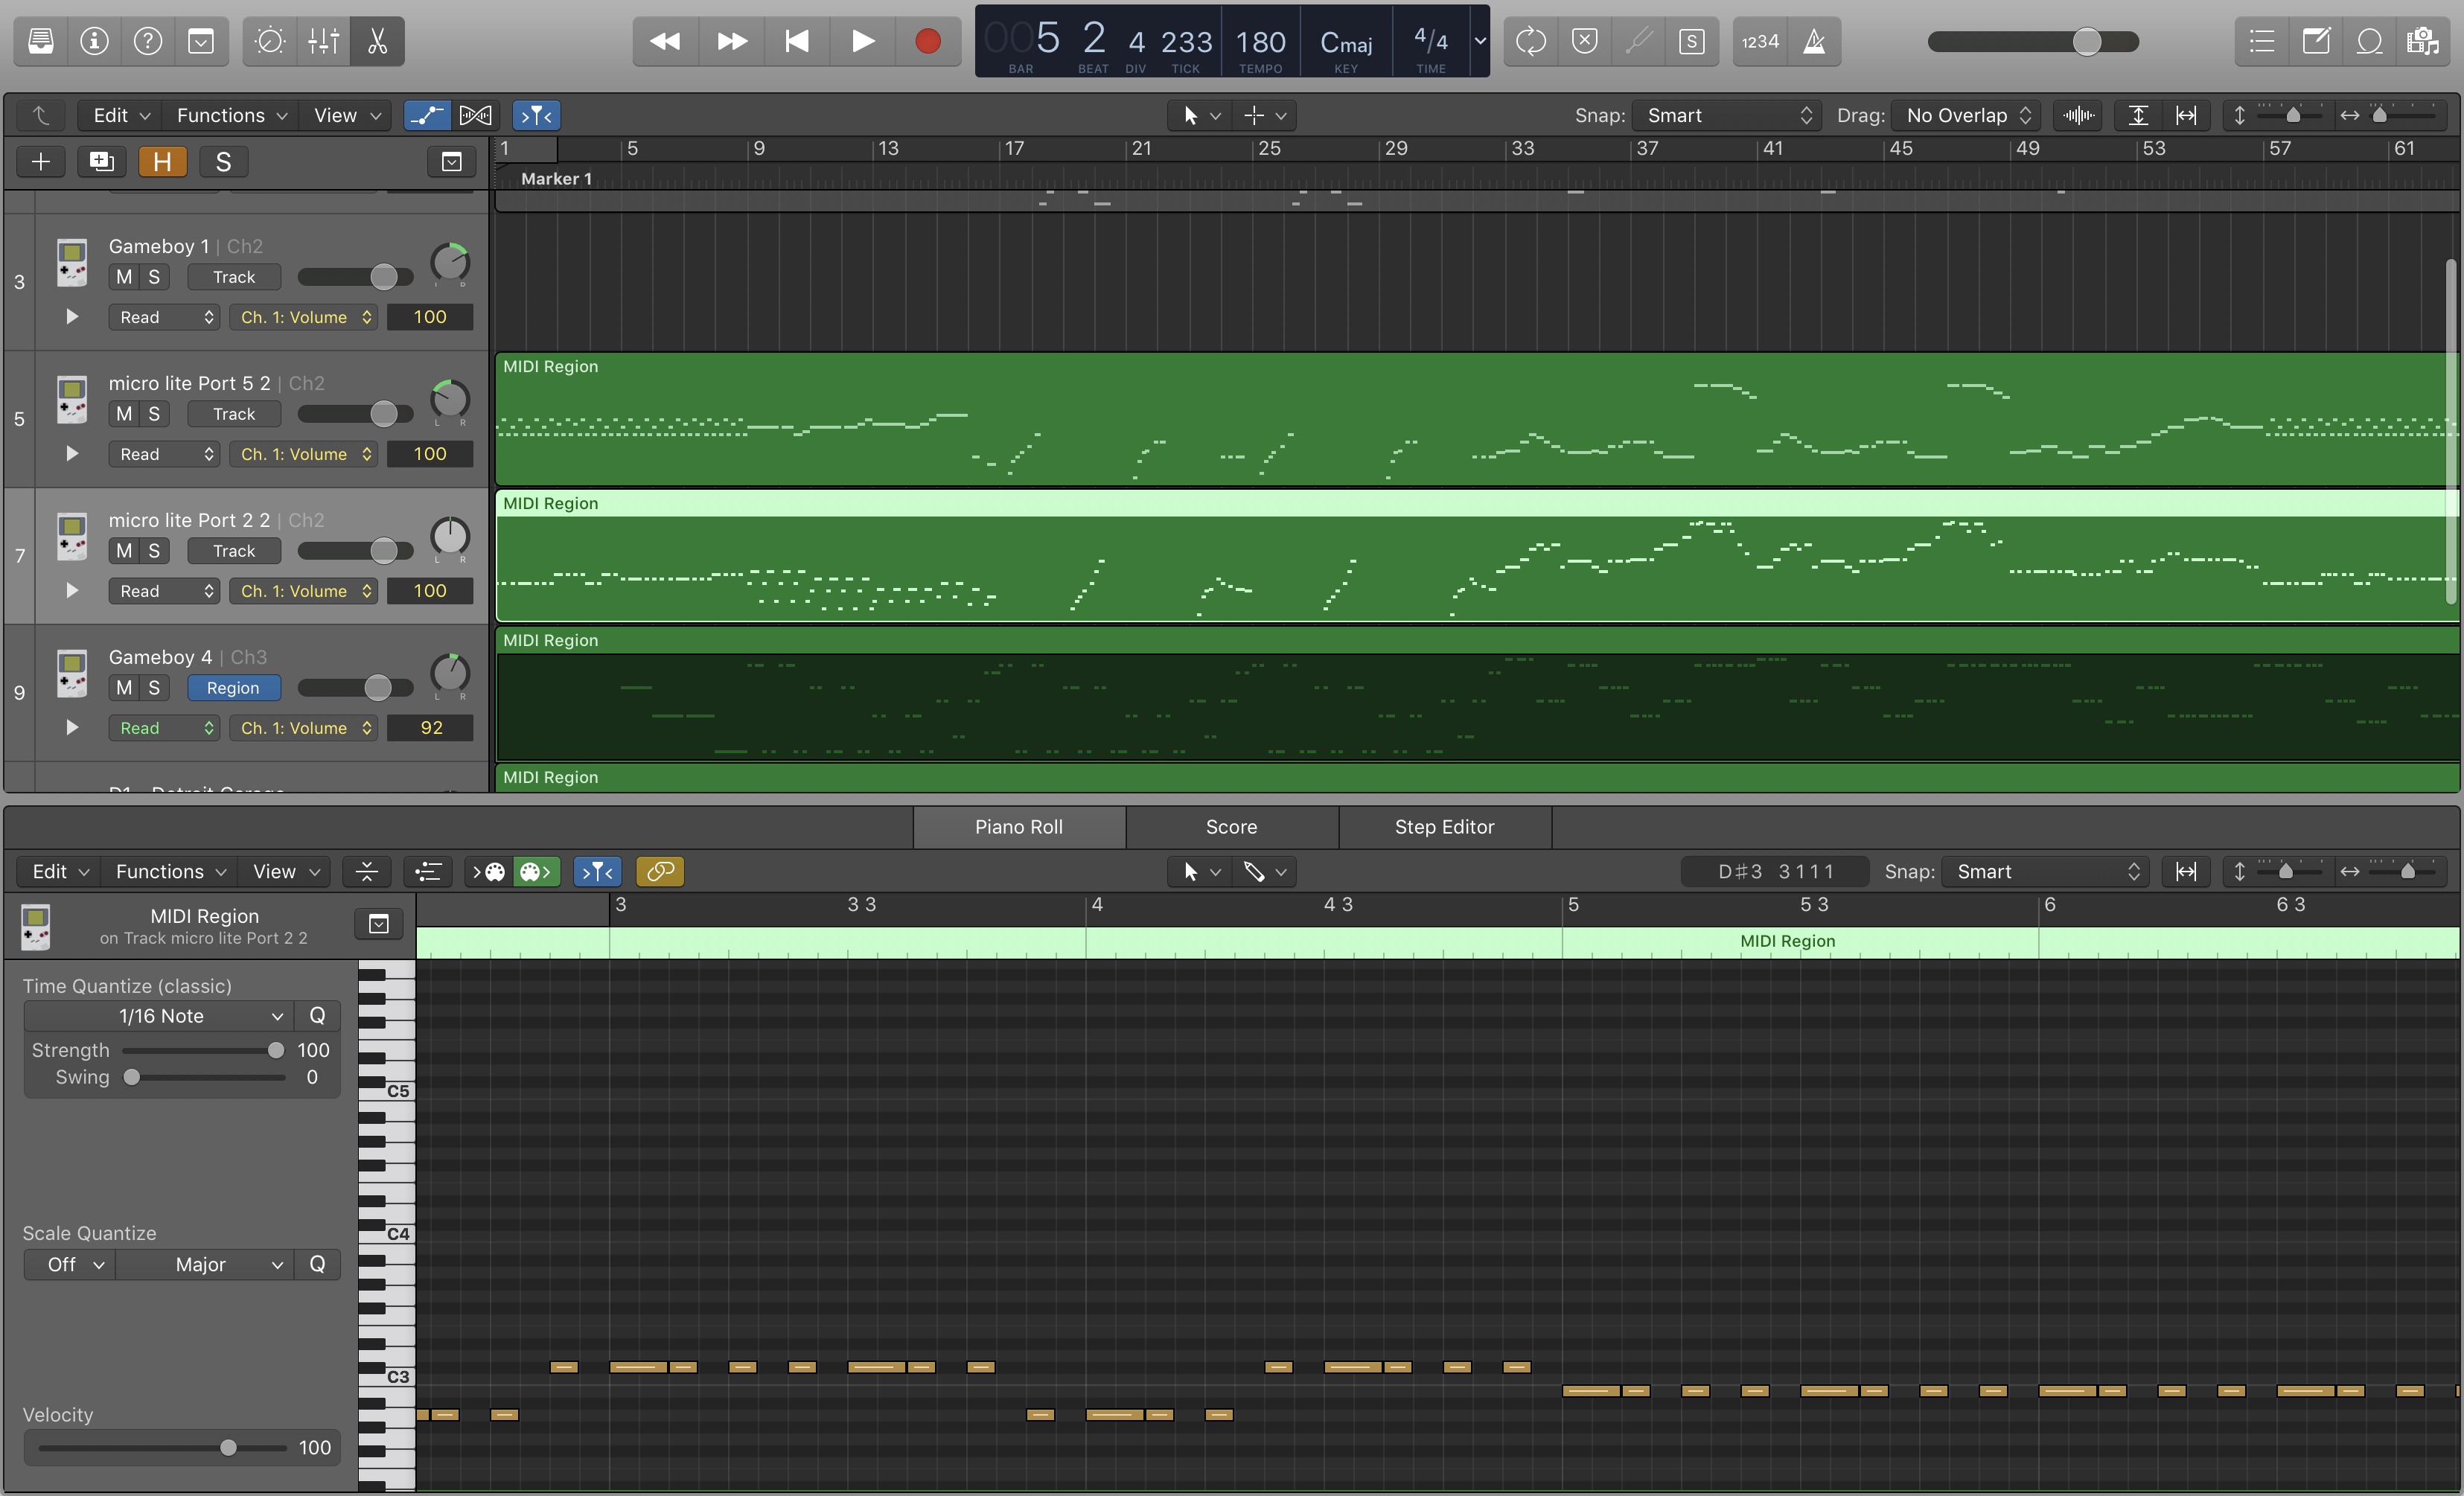 005 2 4 233 180 Cmaj 4/4
BAR BEAT DIV TICK TEMPO KEY TIME
S 1234
Edit Functions View Snap: Smart Drag: No Overlap
H S
1 5 9 13 17 21 25 29 33 37 41 45 49 53 57 61
Marker 1
3
Gameboy 1 | Ch2
M S Track
Read Ch. 1: Volume 100
5
micro lite Port 5 2 | Ch2
M S Track
L R
Read Ch. 1: Volume 100
MIDI Region
7
micro lite Port 2 2 | Ch2
M S Track
L R
Read Ch. 1: Volume 100
MIDI Region
9
Gameboy 4 | Ch3
M S Region
L R
Read Ch. 1: Volume 92
MIDI Region
MIDI Region
Piano Roll Score Step Editor
Edit Functions View D♯3 3 1 1 1 Snap: Smart
3 3 3 4 4 3 5 5 3 6 6 3
MIDI Region
on Track micro lite Port 2 2
MIDI Region
Time Quantize (classic)
1/16 Note Q
Strength 100
Swing 0
Scale Quantize
Off Major Q
Velocity
100
C5
C4
C3